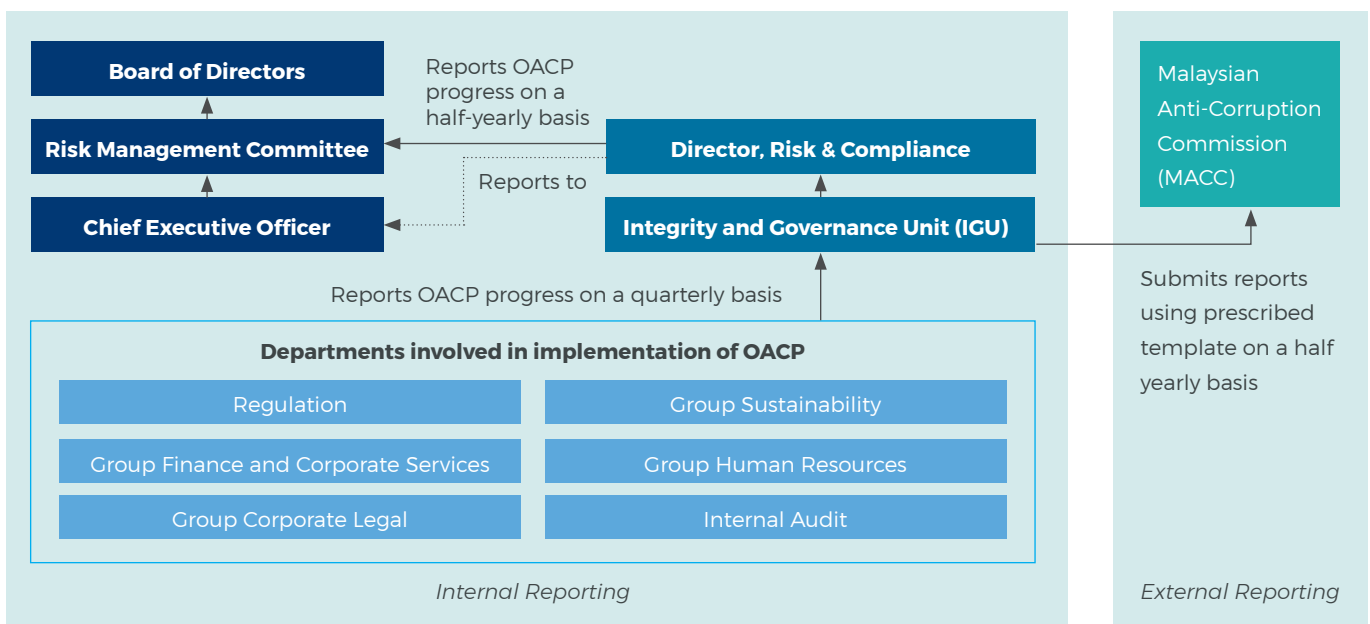 Board of Directors
Risk Management Committee
Chief Executive Officer
Reports OACP
progress on a
half-yearly basis
Reports to
Director, Risk & Compliance
Integrity and Governance Unit (IGU)
Reports OACP progress on a quarterly basis
Departments involved in implementation of OACP
Regulation
Group Sustainability
Group Finance and Corporate Services
Group Human Resources
Group Corporate Legal
Internal Audit
Internal Reporting
Malaysian
Anti-Corruption
Commission
(MACC)
Submits reports
using prescribed
template on a half
yearly basis
External Reporting